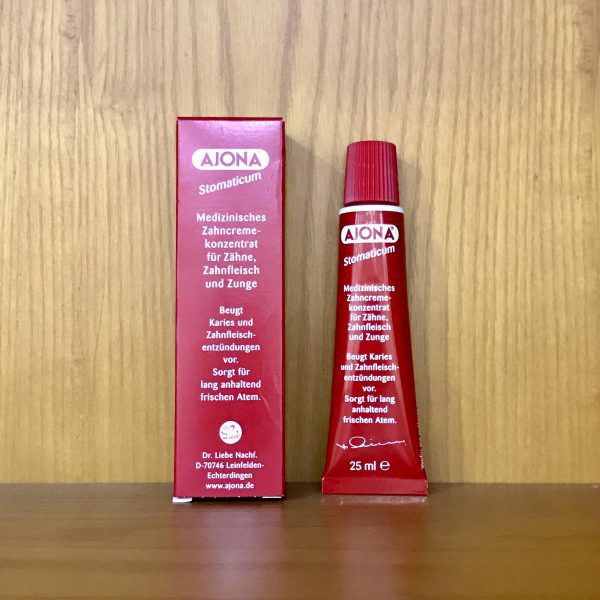 AJONA
Stomaticum
Medizinisches
Zahncreme-
konzentrat
für Zähne,
Zahnfleisch
und Zunge
Beugt
Karies und
Zahnfleisch-
entzündungen
vor.
Sorgt für
lang anhaltend
frischen Atem.
Dr. Liebe Nachf.
D-70746 Leinfelden-
Echterdingen
www.ajona.de
AJONA®
Stomaticum
Medizinisches
Zahncreme-
konzentrat
für Zähne,
Zahnfleisch
und Zunge
Beugt Karies
und Zahnfleisch-
entzündungen
vor.
Sorgt für lang
anhaltend
frischen Atem.
25 ml ℮